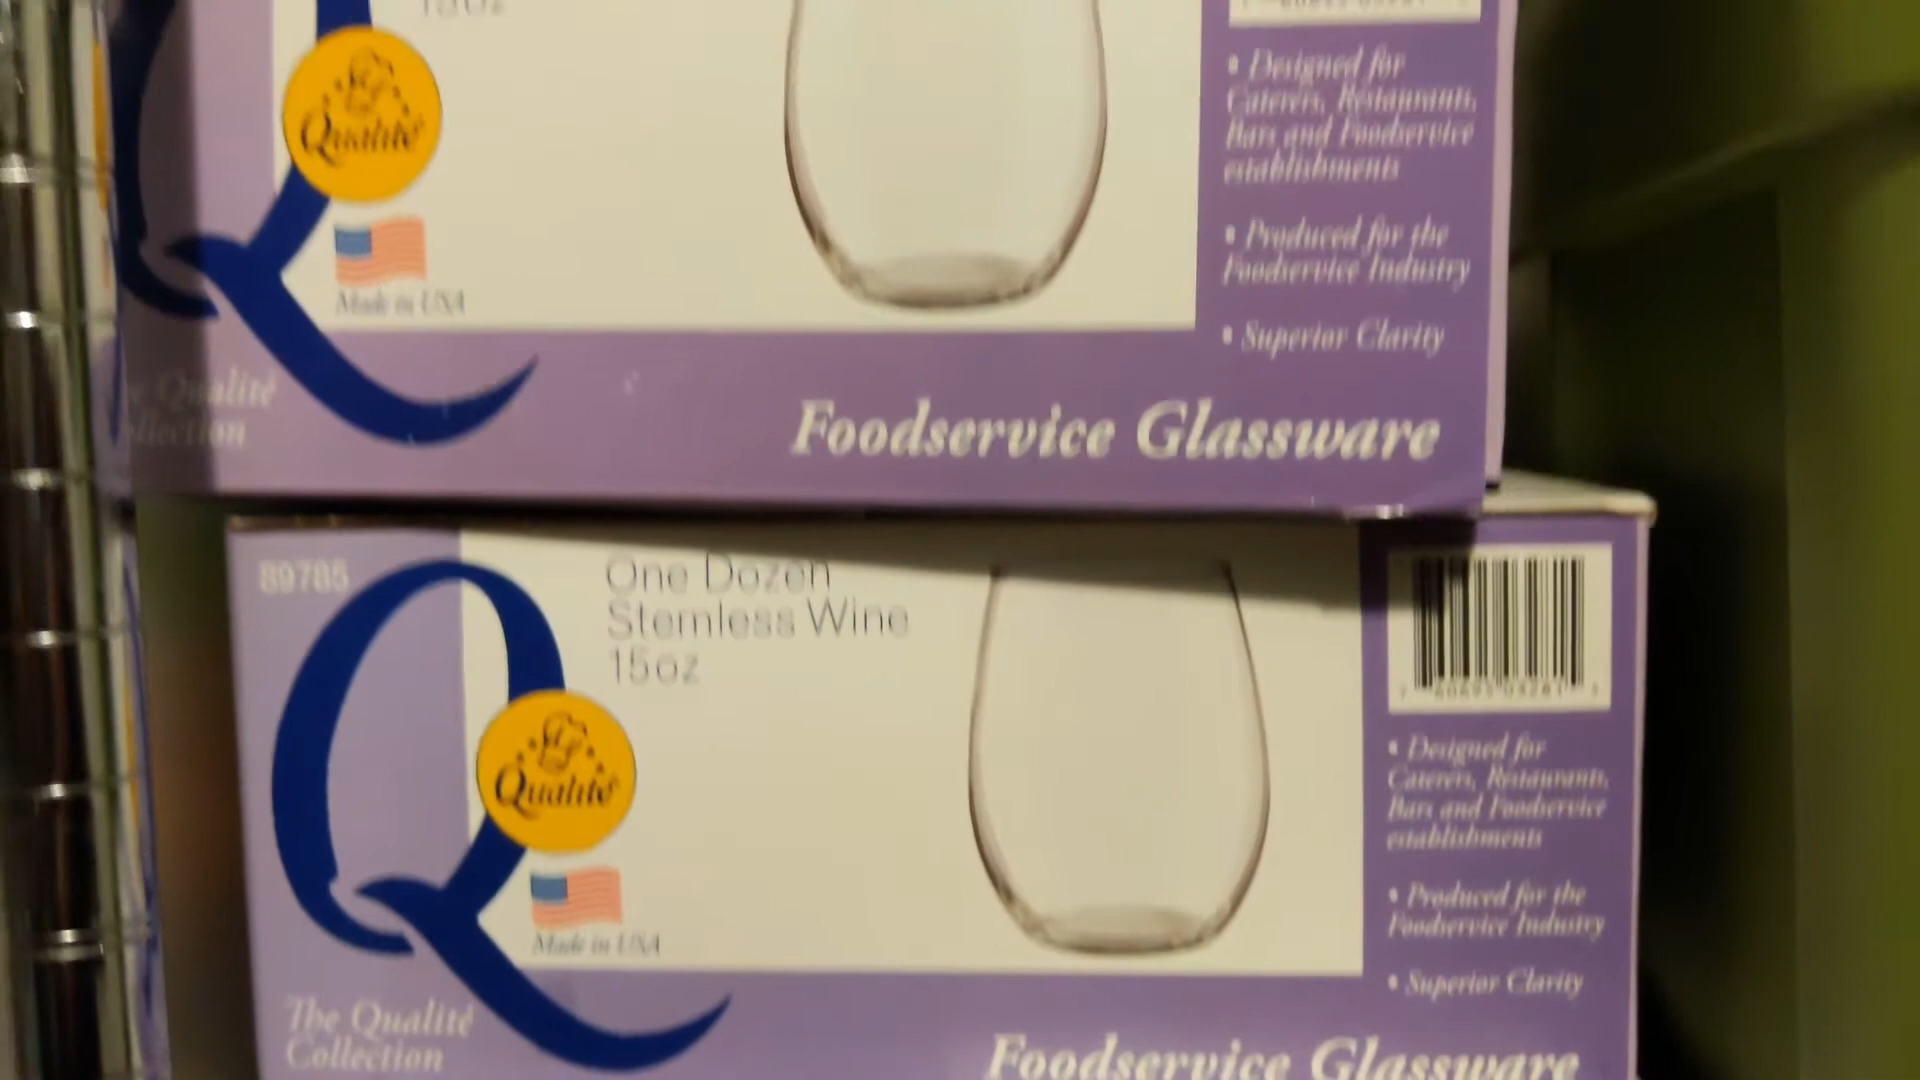 15oz
Qualité
Made in USA
• Designed for
Caterers, Restaurants,
Bars and Foodservice
establishments
• Produced for the
Foodservice Industry
• Superior Clarity
Qualité
Foodservice Glassware
89785
One Dozen
Stemless Wine
15oz
Qualité
Made in USA
The Qualité
Collection
• Designed for
Caterers, Restaurants,
Bars and Foodservice
establishments
• Produced for the
Foodservice Industry
• Superior Clarity
Foodservice Glassware